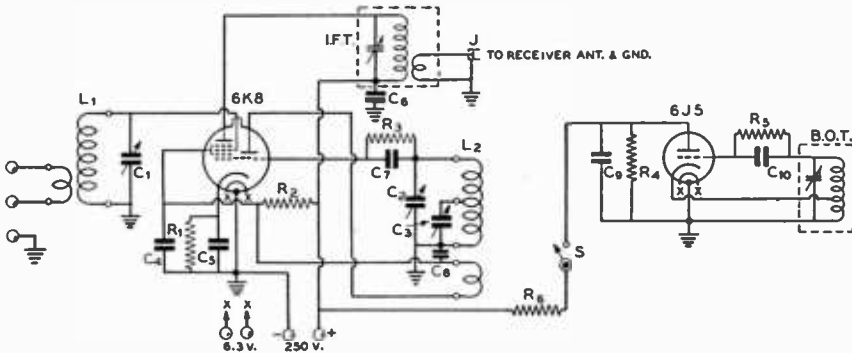 I.F.T.
J
TO RECEIVER ANT. & GND.
C6
L1
6K8
6J5
R5
B.O.T.
R3
L2
C1
C7
C9
R4
C10
R2
C2
C3
R1
C4
C5
X X
X X
C8
S
R6
X X
- +
6.3 V. 250 V.